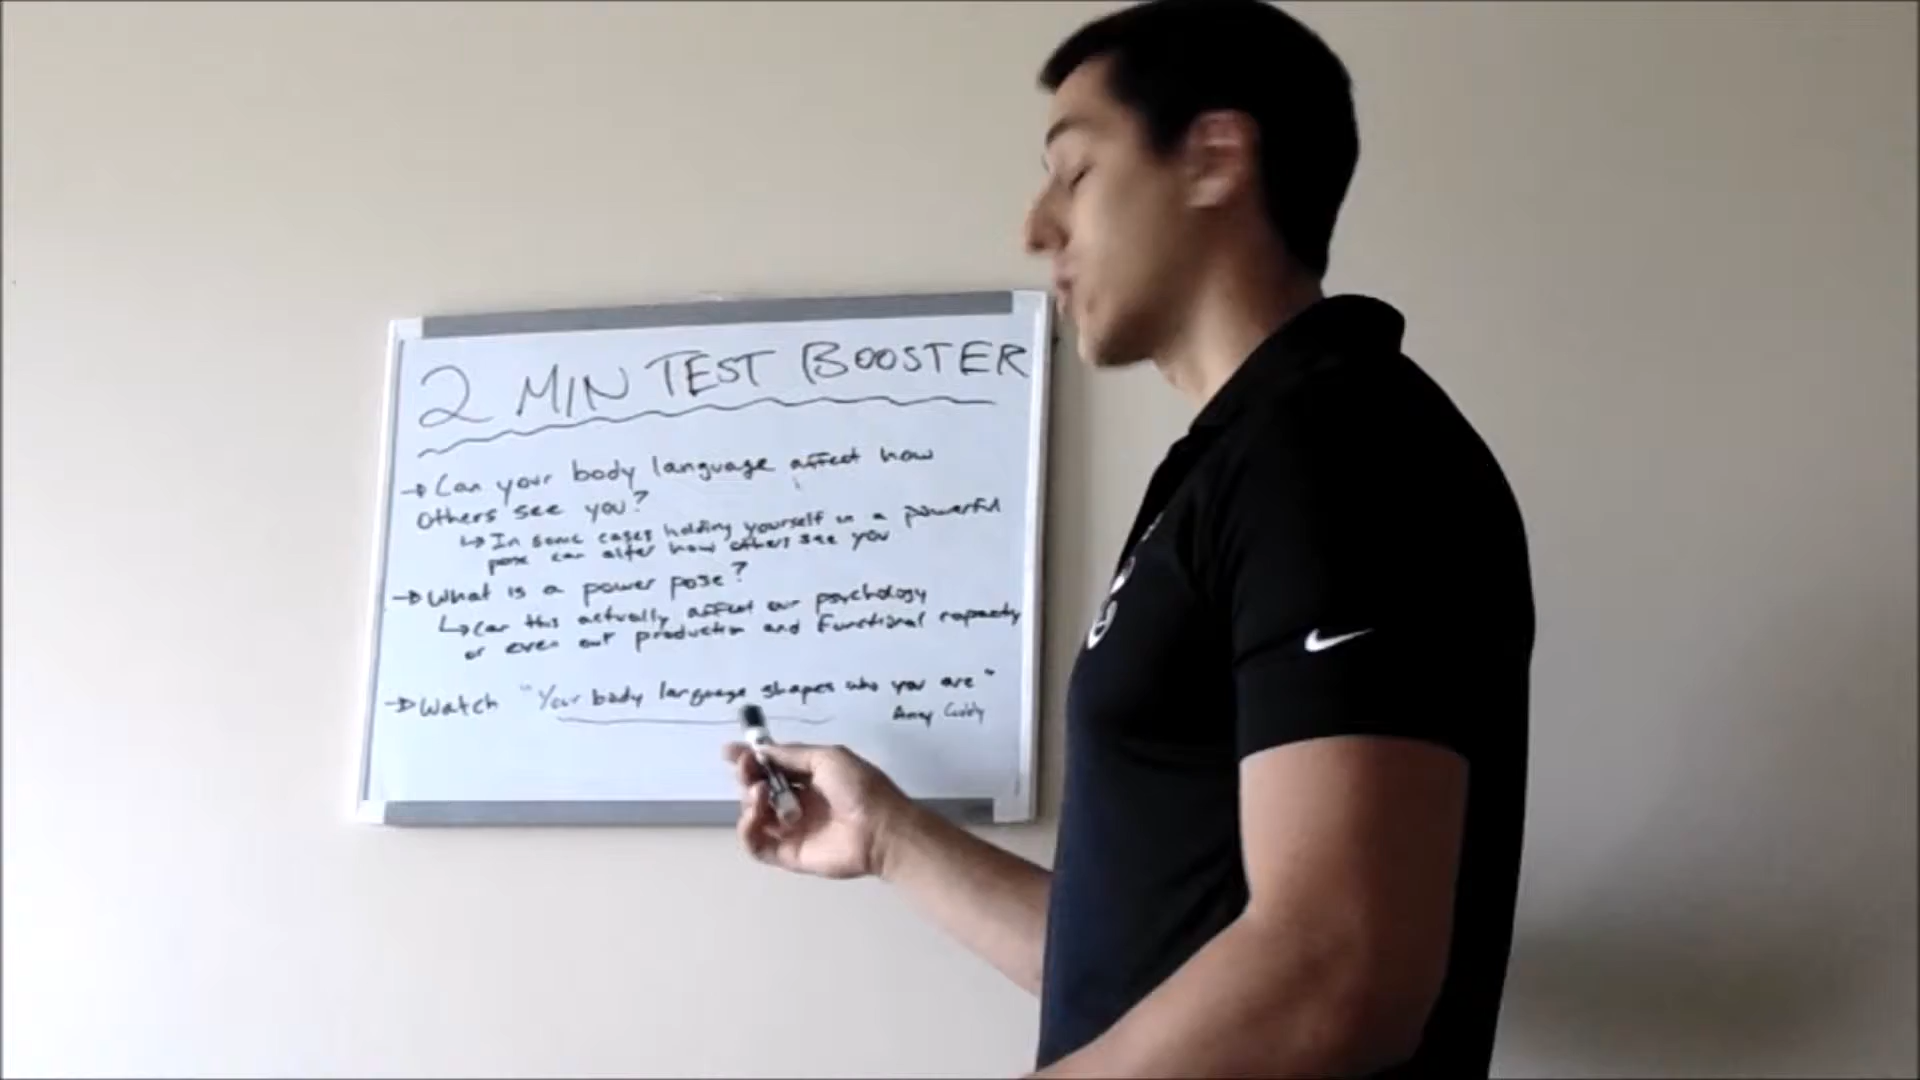 2 MIN TEST BOOSTER
→ Can your body language affect how
others see you?
↳ In some cases holding yourself in a powerful
pose can alter how others see you
→ What is a power pose?
↳ Can this actually affect our psychology
or even our production and functional capacity
→ Watch "Your body language shapes who you are"
Amy Cuddy